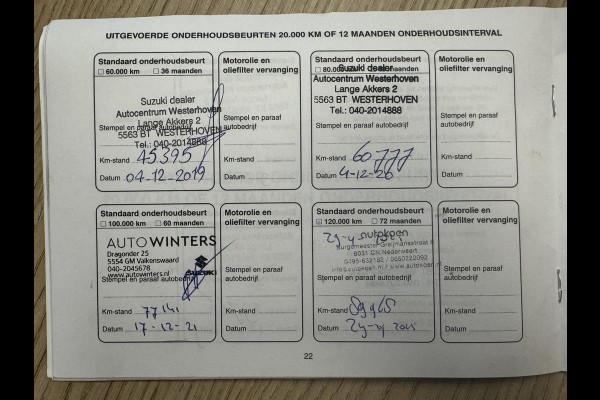 UITGEVOERDE ONDERHOUDSBEURTEN 20.000 KM OF 12 MAANDEN ONDERHOUDSINTERVAL
Standaard onderhoudsbeurt
60.000 km 36 maanden
Suzuki dealer
Autocentrum Westerhoven
Lange Akkers 2
Stempel en paraaf autobedrijf
5563 BT WESTERHOVEN
Tel.: 040-2014888
Km-stand 45395
Datum 04-12-2019
Motorolie en
oliefilter vervanging
Stempel en paraaf
autobedrijf
Km-stand
Datum
Standaard onderhoudsbeurt
Suzuki dealer
80.000 maanden
Autocentrum Westerhoven
Lange Akkers 2
5563 BT WESTERHOVEN
Tel.: 040-2014888
Stempel en paraaf autobedrijf
Km-stand 60777
Datum 4-12-20
Motorolie en
oliefilter vervanging
Stempel en paraaf
autobedrijf
Km-stand
Datum
Standaard onderhoudsbeurt
100.000 km 60 maanden
AUTOWINTERS
Dragonder 25
5554 GM Valkenswaard
040-2045678
www.autowinters.nl
SUZUKI
Stempel en paraaf
Km-stand 77141
Datum 17-12-21
Motorolie en
oliefilter vervanging
Stempel en paraaf
autobedrijf
Km-stand
Datum
Standaard onderhoudsbeurt
120.000 km 72 maanden
autokoen
6031 CN Nederweert
Stempel en paraaf
Km-stand
Datum
Motorolie en
oliefilter vervanging
Stempel en paraaf
autobedrijf
Km-stand
Datum
22